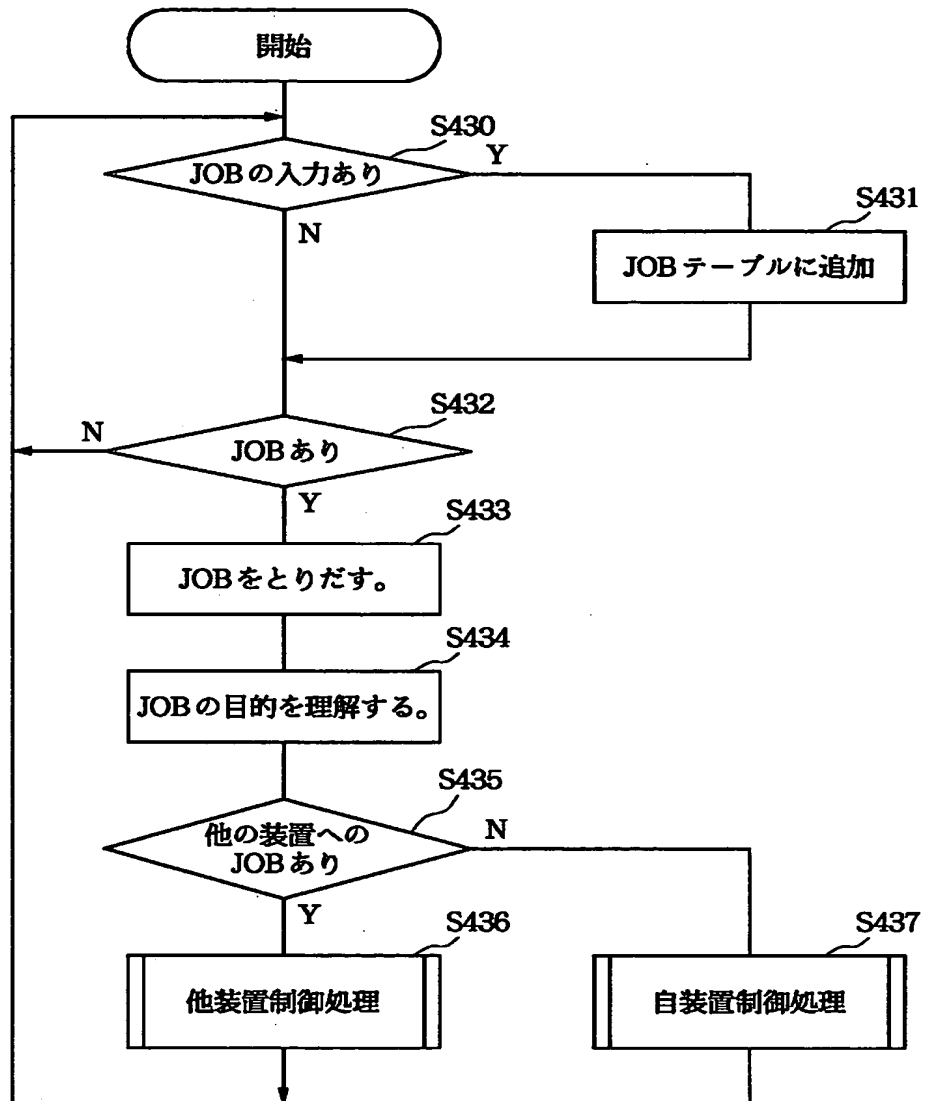 開始
S430
JOBの入力あり
Y
N
S431
JOBテーブルに追加
S432
N
JOBあり
Y
S433
JOBをとりだす。
S434
JOBの目的を理解する。
S435
他の装置への
JOBあり
N
Y
S436
他装置制御処理
S437
自装置制御処理